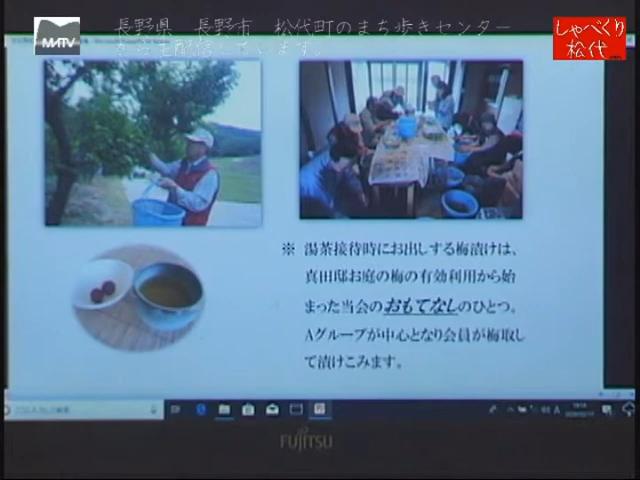 MATV
長野県 長野市 松代町のまち歩きセンター
から生配信しています。
しゃべくり
松代
※ 湯茶接待時にお出しする梅漬けは、
真田邸お庭の梅の有効利用から始
まった当会のおもてなしのひとつ。
Aグループが中心となり会員が梅取し
て漬けこみます。
FUJITSU